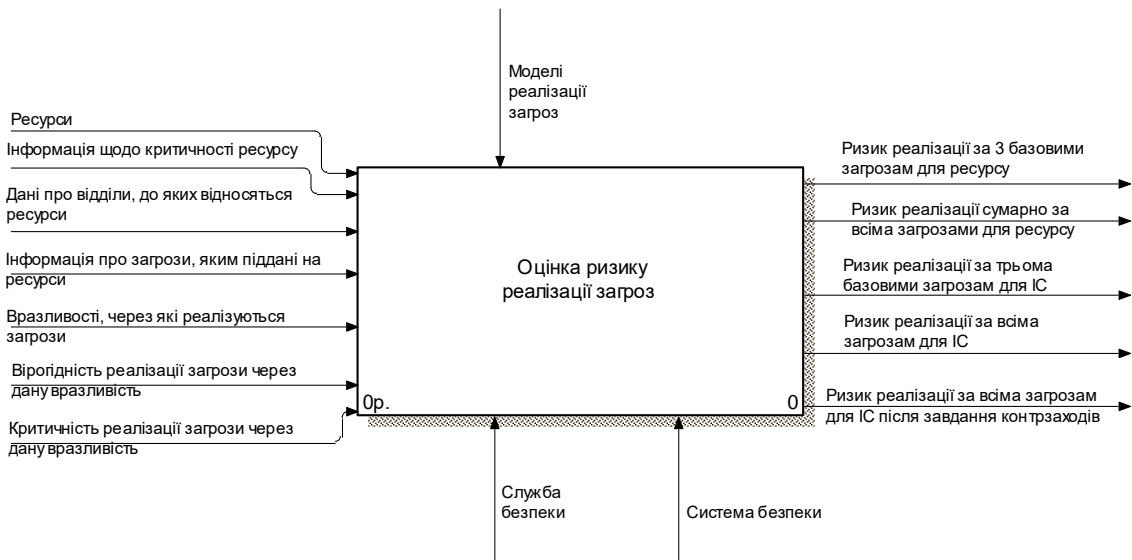 Моделі
реалізації
загроз
Ресурси
Інформація щодо критичності ресурсу
Дані про відділи, до яких відносяться
ресурси
Інформація про загрози, яким піддані на
ресурси
Вразливості, через які реалізуються
загрози
Вірогідність реалізації загрози через
дану вразливість
Критичність реалізації загрози через
дану вразливість
Оцінка ризику
реалізації загроз
0р.
0
Ризик реалізації за 3 базовими
загрозам для ресурсу
Ризик реалізації сумарно за
всіма загрозами для ресурсу
Ризик реалізації за трьома
базовими загрозам для ІС
Ризик реалізації за всіма
загрозам для ІС
Ризик реалізації за всіма загрозам
для ІС після завдання контрзаходів
Служба
безпеки
Система безпеки